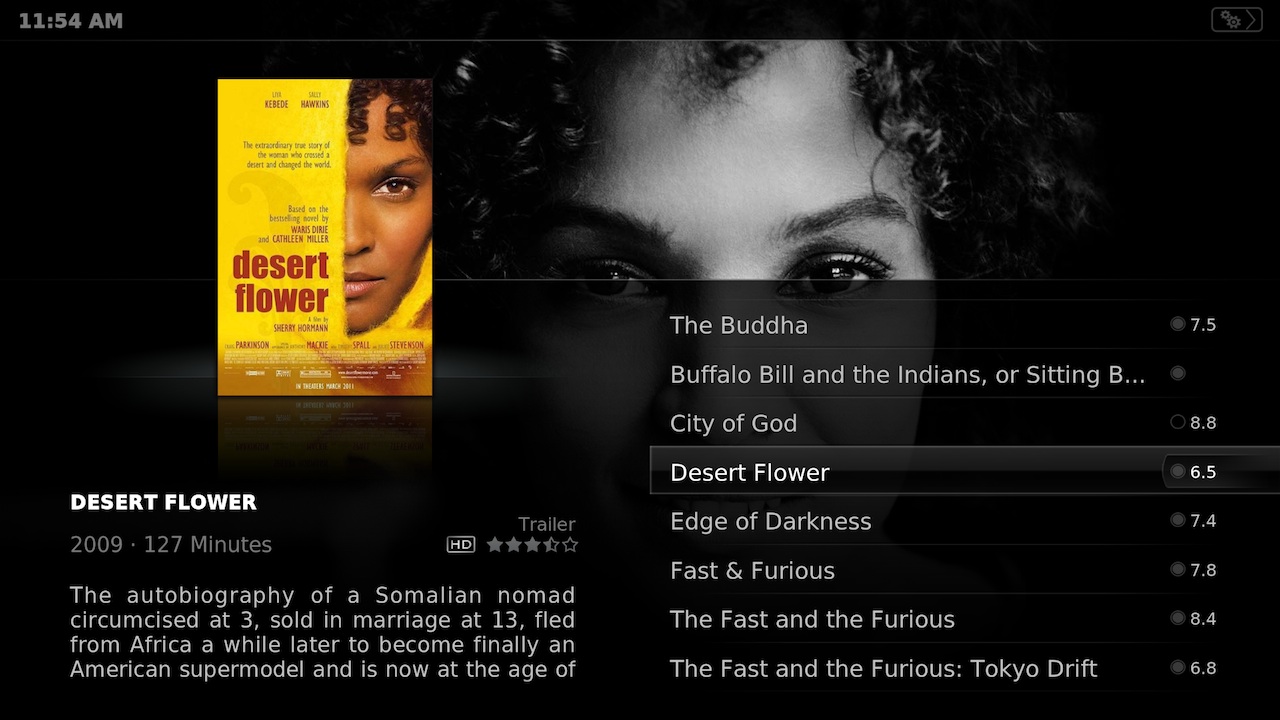 11:54 AM
LIYA SALLY
KEBEDE HAWKINS
The extraordinary true story of
the woman who crossed a
desert and changed the world.
Based on the
bestselling novel by
WARIS DIRIE
and CATHLEEN MILLER
desert
flower
A film by
SHERRY HORMANN
PARKINSON MACKIE SPALL STEVENSON
IN THEATERS MARCH 2011
DESERT FLOWER
Trailer
2009 · 127 Minutes HD
The autobiography of a Somalian nomad
circumcised at 3, sold in marriage at 13, fled
from Africa a while later to become finally an
American supermodel and is now at the age of
The Buddha 7.5
Buffalo Bill and the Indians, or Sitting B...
City of God 8.8
Desert Flower 6.5
Edge of Darkness 7.4
Fast & Furious 7.8
The Fast and the Furious 8.4
The Fast and the Furious: Tokyo Drift 6.8